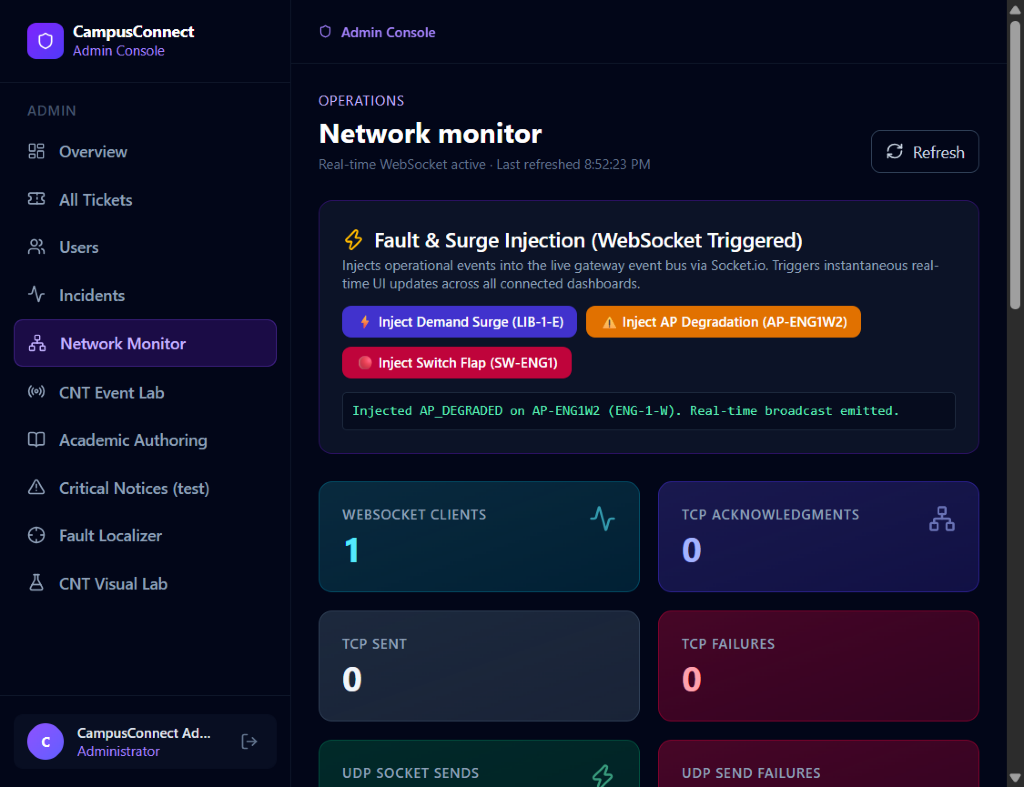 CampusConnect
Admin Console
ADMIN
Overview
All Tickets
Users
Incidents
Network Monitor
CNT Event Lab
Academic Authoring
Critical Notices (test)
Fault Localizer
CNT Visual Lab
C
CampusConnect Ad...
Administrator
Admin Console
OPERATIONS
Network monitor
Real-time WebSocket active · Last refreshed 8:52:23 PM
Refresh
Fault & Surge Injection (WebSocket Triggered)
Injects operational events into the live gateway event bus via Socket.io. Triggers instantaneous real-
time UI updates across all connected dashboards.
Inject Demand Surge (LIB-1-E)
Inject AP Degradation (AP-ENG1W2)
Inject Switch Flap (SW-ENG1)
Injected AP_DEGRADED on AP-ENG1W2 (ENG-1-W). Real-time broadcast emitted.
WEBSOCKET CLIENTS
1
TCP ACKNOWLEDGMENTS
0
TCP SENT
0
TCP FAILURES
0
UDP SOCKET SENDS
UDP SEND FAILURES